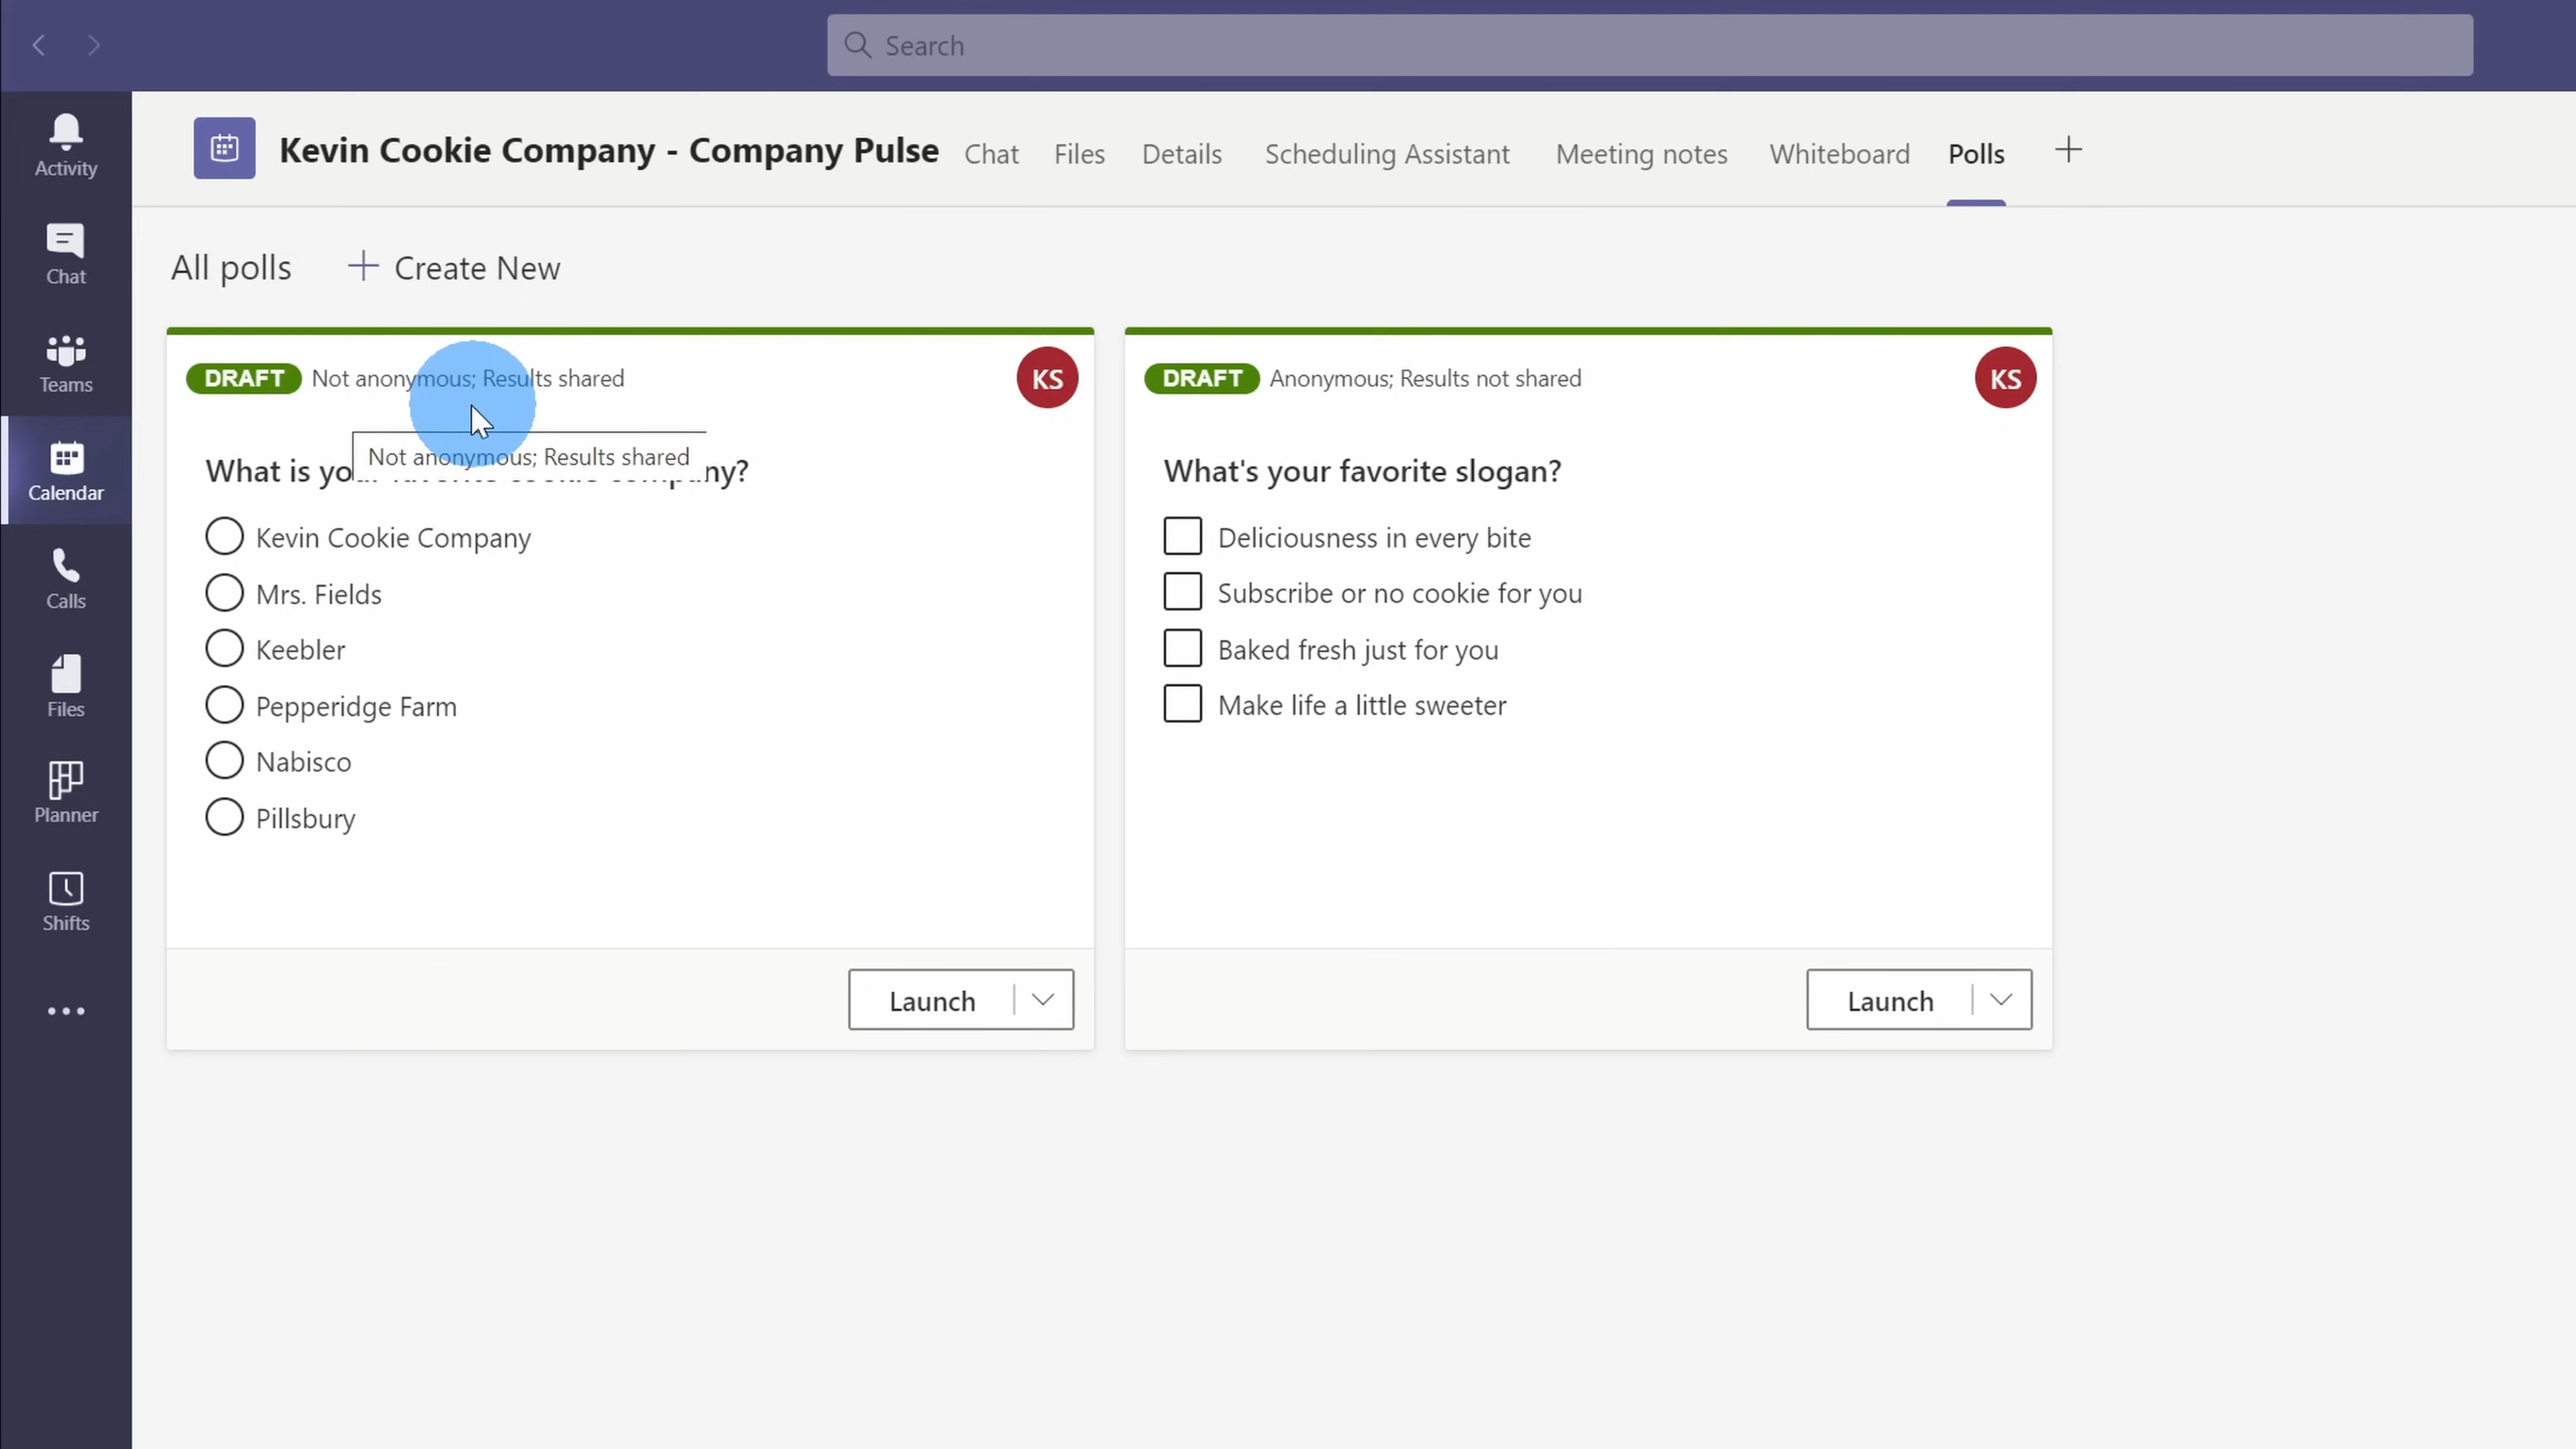 Search
Activity
Chat
Teams
Calendar
Calls
Files
Planner
Shifts
Kevin Cookie Company - Company Pulse Chat Files Details Scheduling Assistant Meeting notes Whiteboard Polls
All polls Create New
DRAFT Not anonymous; Results shared KS
Not anonymous; Results shared
What is ny?
Kevin Cookie Company
Mrs. Fields
Keebler
Pepperidge Farm
Nabisco
Pillsbury
Launch
DRAFT Anonymous; Results not shared KS
What's your favorite slogan?
Deliciousness in every bite
Subscribe or no cookie for you
Baked fresh just for you
Make life a little sweeter
Launch